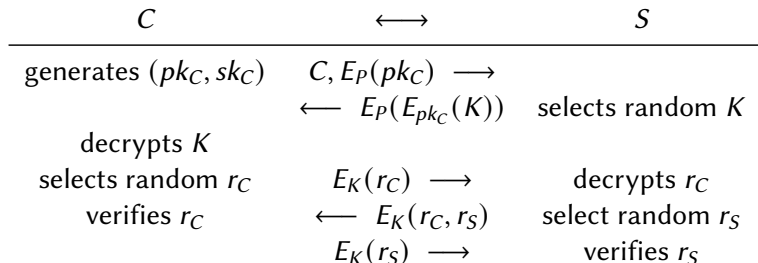 C ⟷ S
generates (pk_C, sk_C) C, E_P(pk_C) ⟶
⟵ E_P(E_{pk_C}(K)) selects random K
decrypts K
selects random r_C E_K(r_C) ⟶ decrypts r_C
verifies r_C ⟵ E_K(r_C, r_S) select random r_S
E_K(r_S) ⟶ verifies r_S